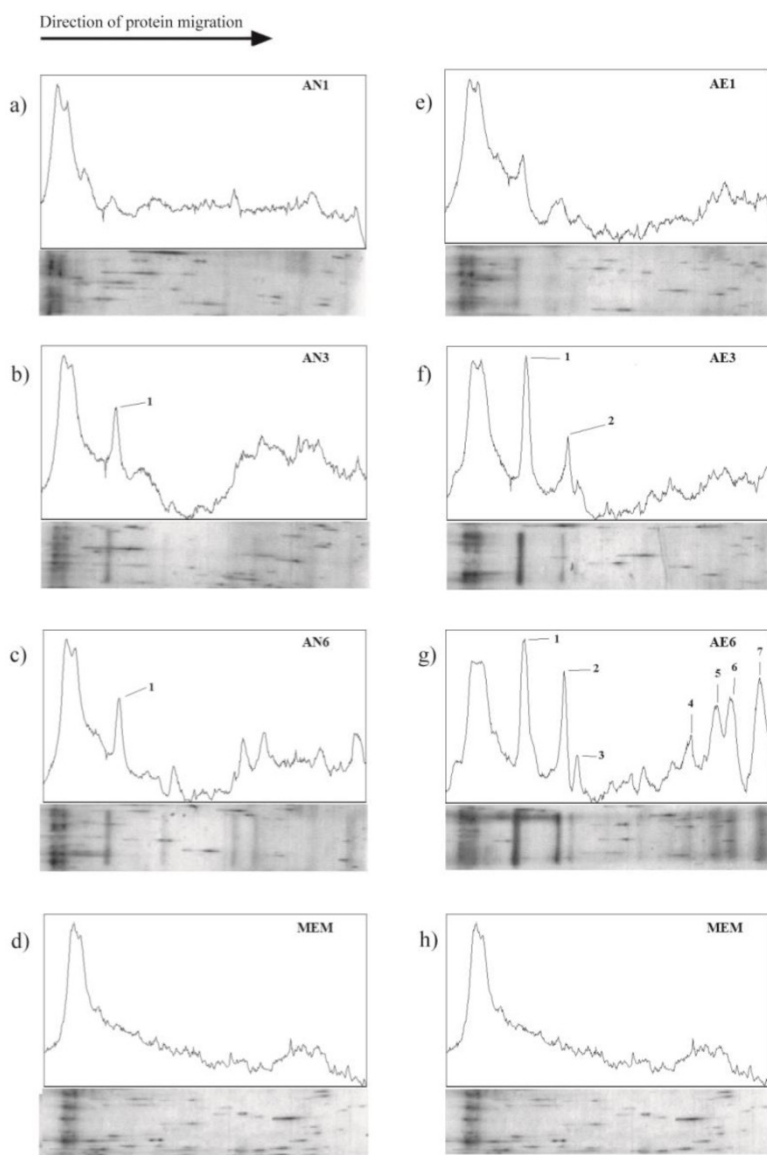 Direction of protein migration
a)
AN1
e)
AE1
b)
AN3
1
f)
AE3
1
2
c)
AN6
1
g)
AE6
1
2
3
4
5
6
7
d)
MEM
h)
MEM